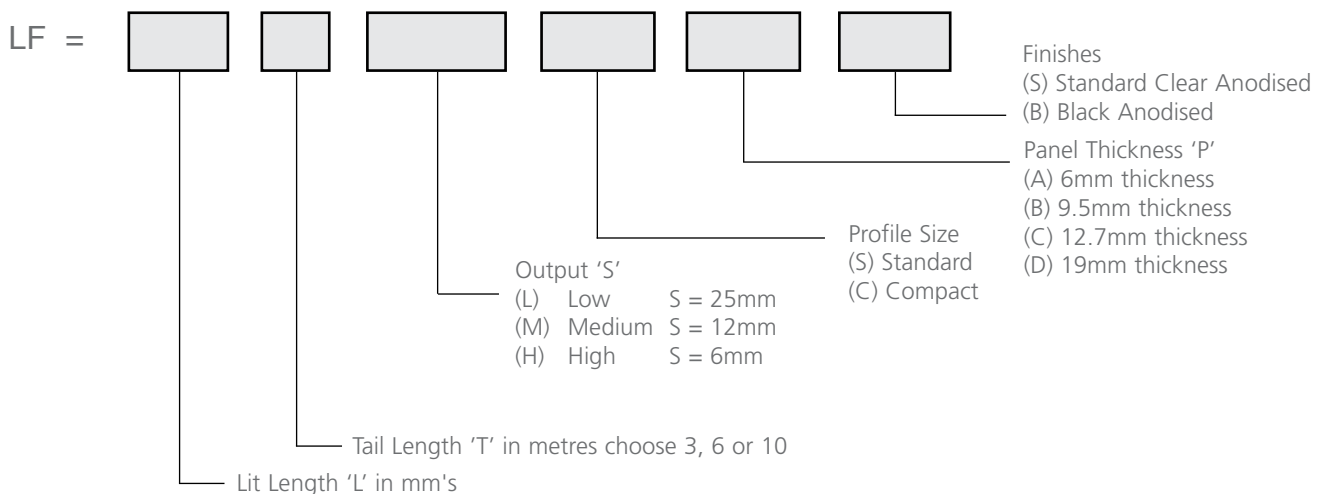 LF =
Finishes
(S) Standard Clear Anodised
(B) Black Anodised
Panel Thickness ‘P’
(A) 6mm thickness
(B) 9.5mm thickness
(C) 12.7mm thickness
(D) 19mm thickness
Profile Size
(S) Standard
(C) Compact
Output ‘S’
(L) Low S = 25mm
(M) Medium S = 12mm
(H) High S = 6mm
Tail Length ‘T’ in metres choose 3, 6 or 10
Lit Length ‘L’ in mm's